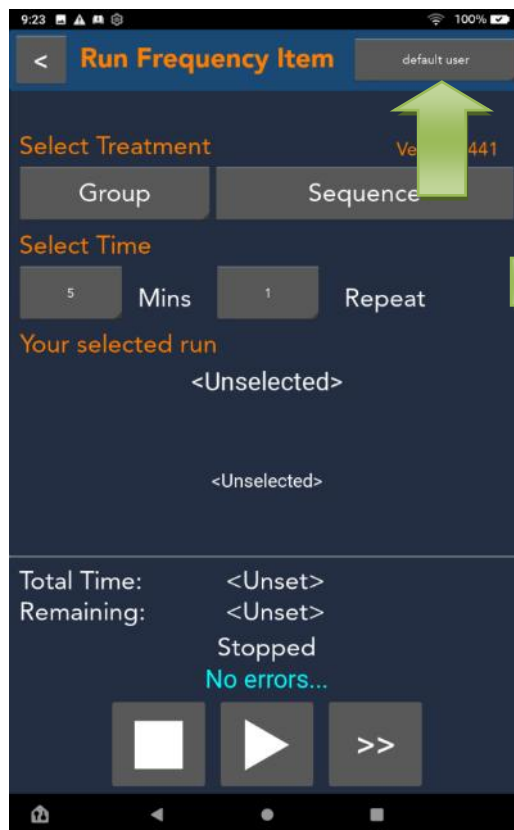 9:23 100%
< Run Frequency Item default user
Select Treatment Ve 441
Group Sequence
Select Time
5 Mins 1 Repeat
Your selected run
<Unselected>
<Unselected>
Total Time: <Unset>
Remaining: <Unset>
Stopped
No errors...
>>